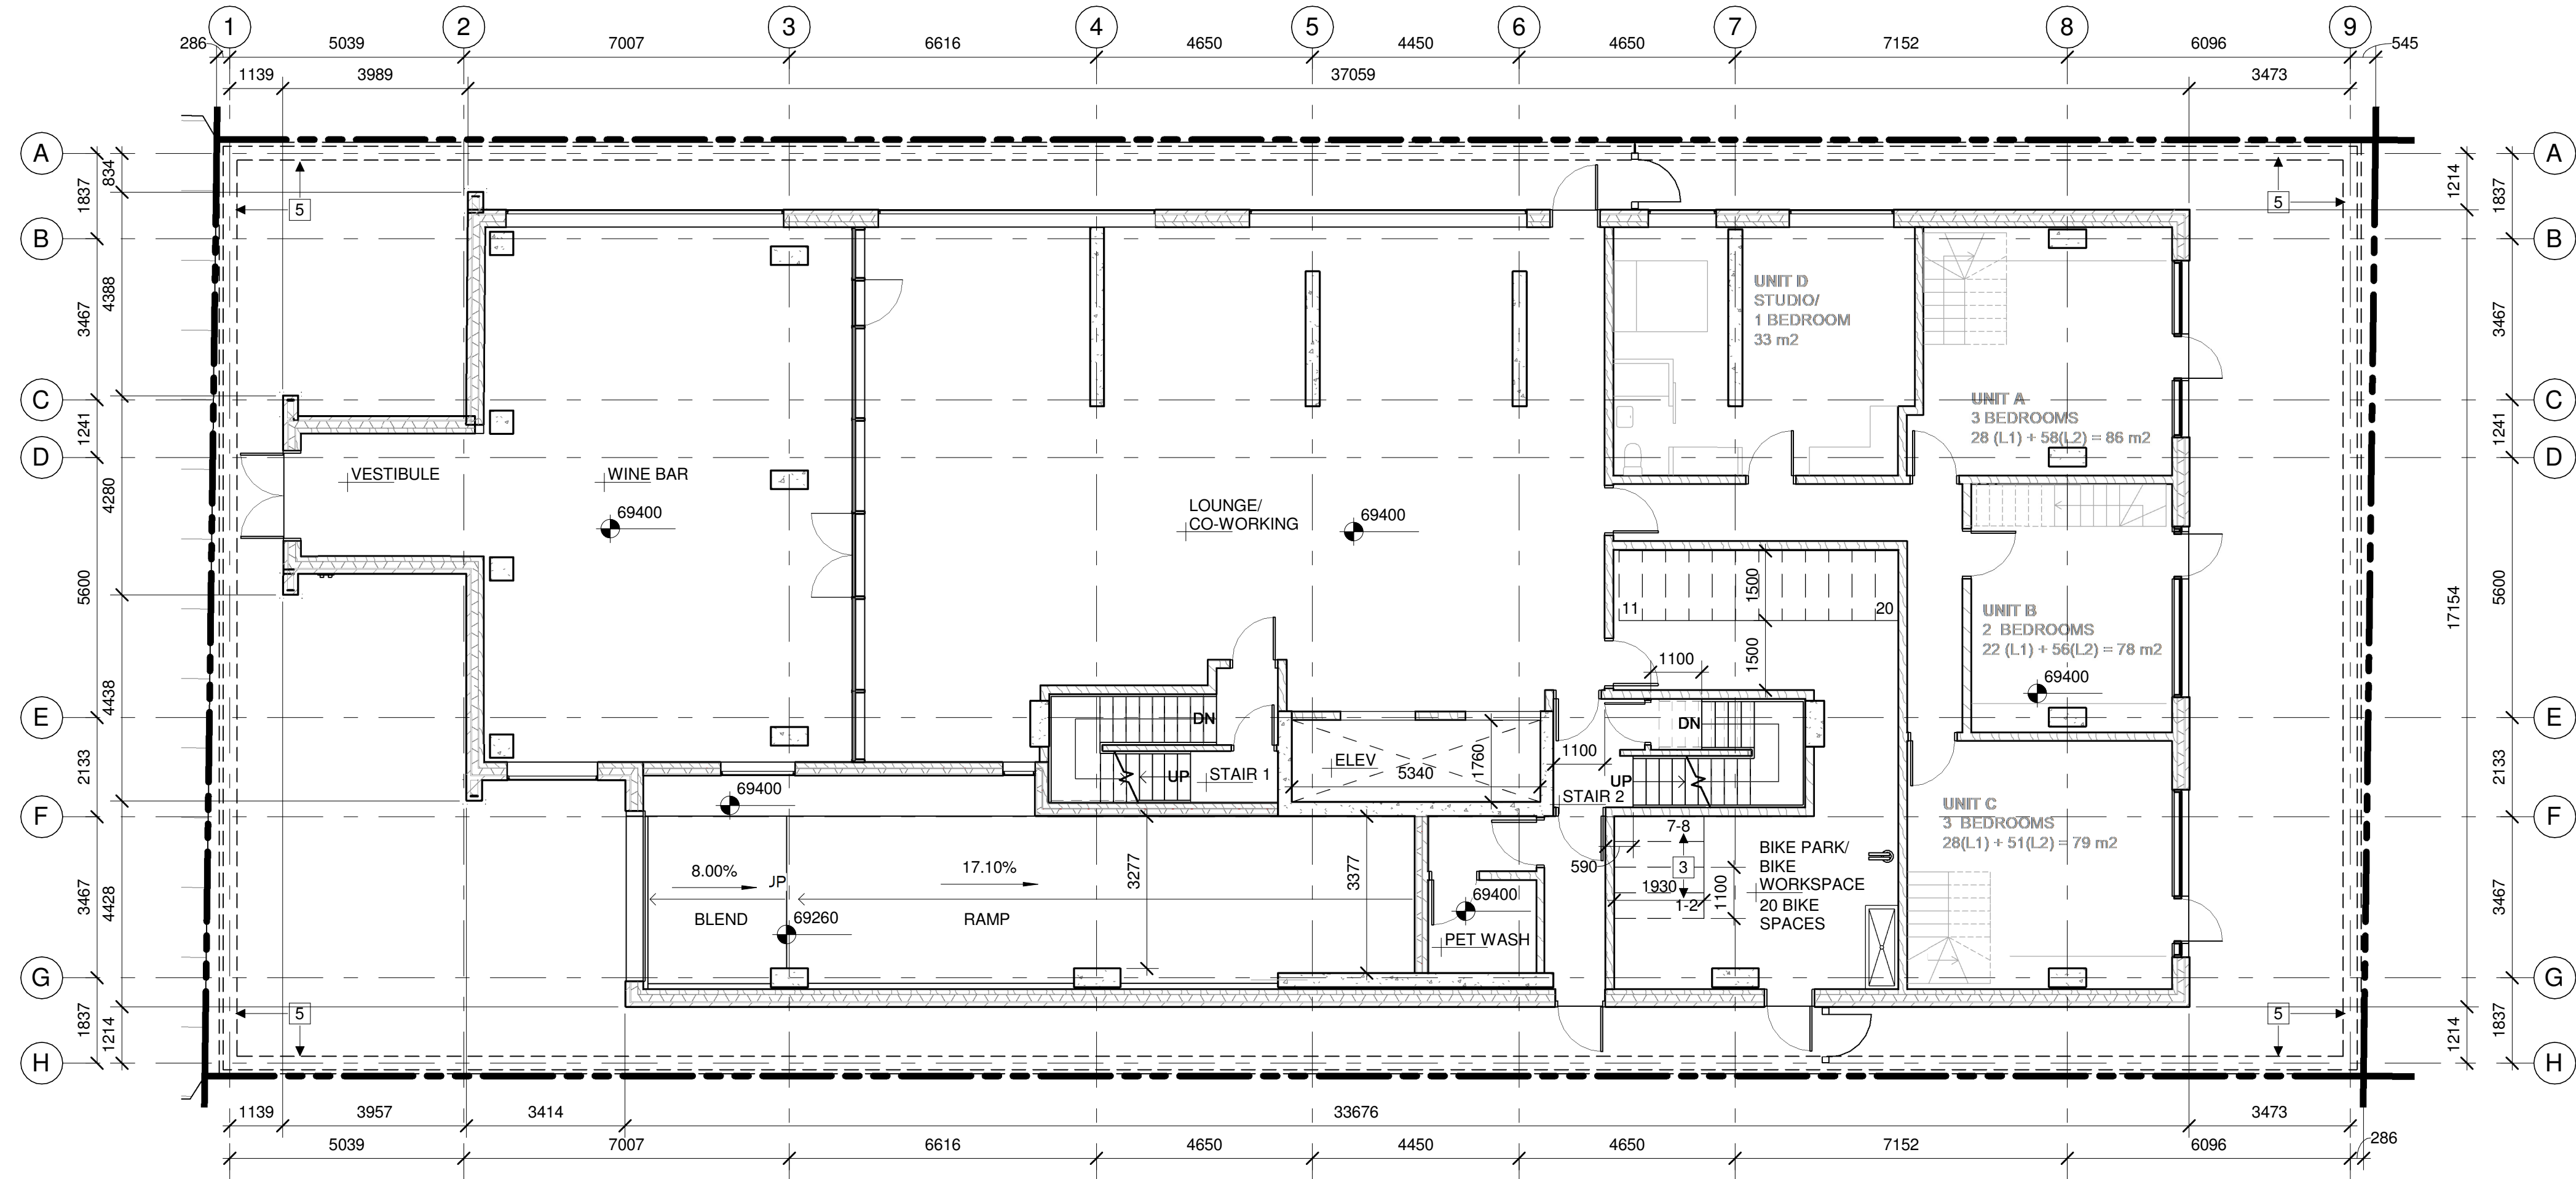 1 2 3 4 5 6 7 8 9
286 5039 7007 6616 4650 4450 4650 7152 6096 545
1139 3989 37059 3473
A A
834 1837 1214 1837
5 5
B B
4388 3467 3467
UNIT D
STUDIO/
1 BEDROOM
33 m2
C C
UNIT A
3 BEDROOMS
28 (L1) + 58(L2) = 86 m2
1241 1241
D D
VESTIBULE WINE BAR
4280
LOUNGE/
CO-WORKING
69400 69400
5600 17154 5600
1500
11 20
UNIT B
2 BEDROOMS
22 (L1) + 56(L2) = 78 m2
1500
1100
69400
4438
E E
DN DN
2133 2133
1100
ELEV 5340 1760
UP STAIR 1
UP
STAIR 2
69400
F F
UNIT C
3 BEDROOMS
28(L1) + 51(L2) = 79 m2
7-8
3
590
1930
1-2
1100
BIKE PARK/
BIKE
WORKSPACE
20 BIKE
SPACES
8.00% UP 17.10%
3277 3377
3467 4428 3467
69400
BLEND 69260 RAMP
PET WASH
G G
1837 1214 1214 1837
5 5
H H
1139 3957 3414 33676 3473
5039 7007 6616 4650 4450 4650 7152 6096 286